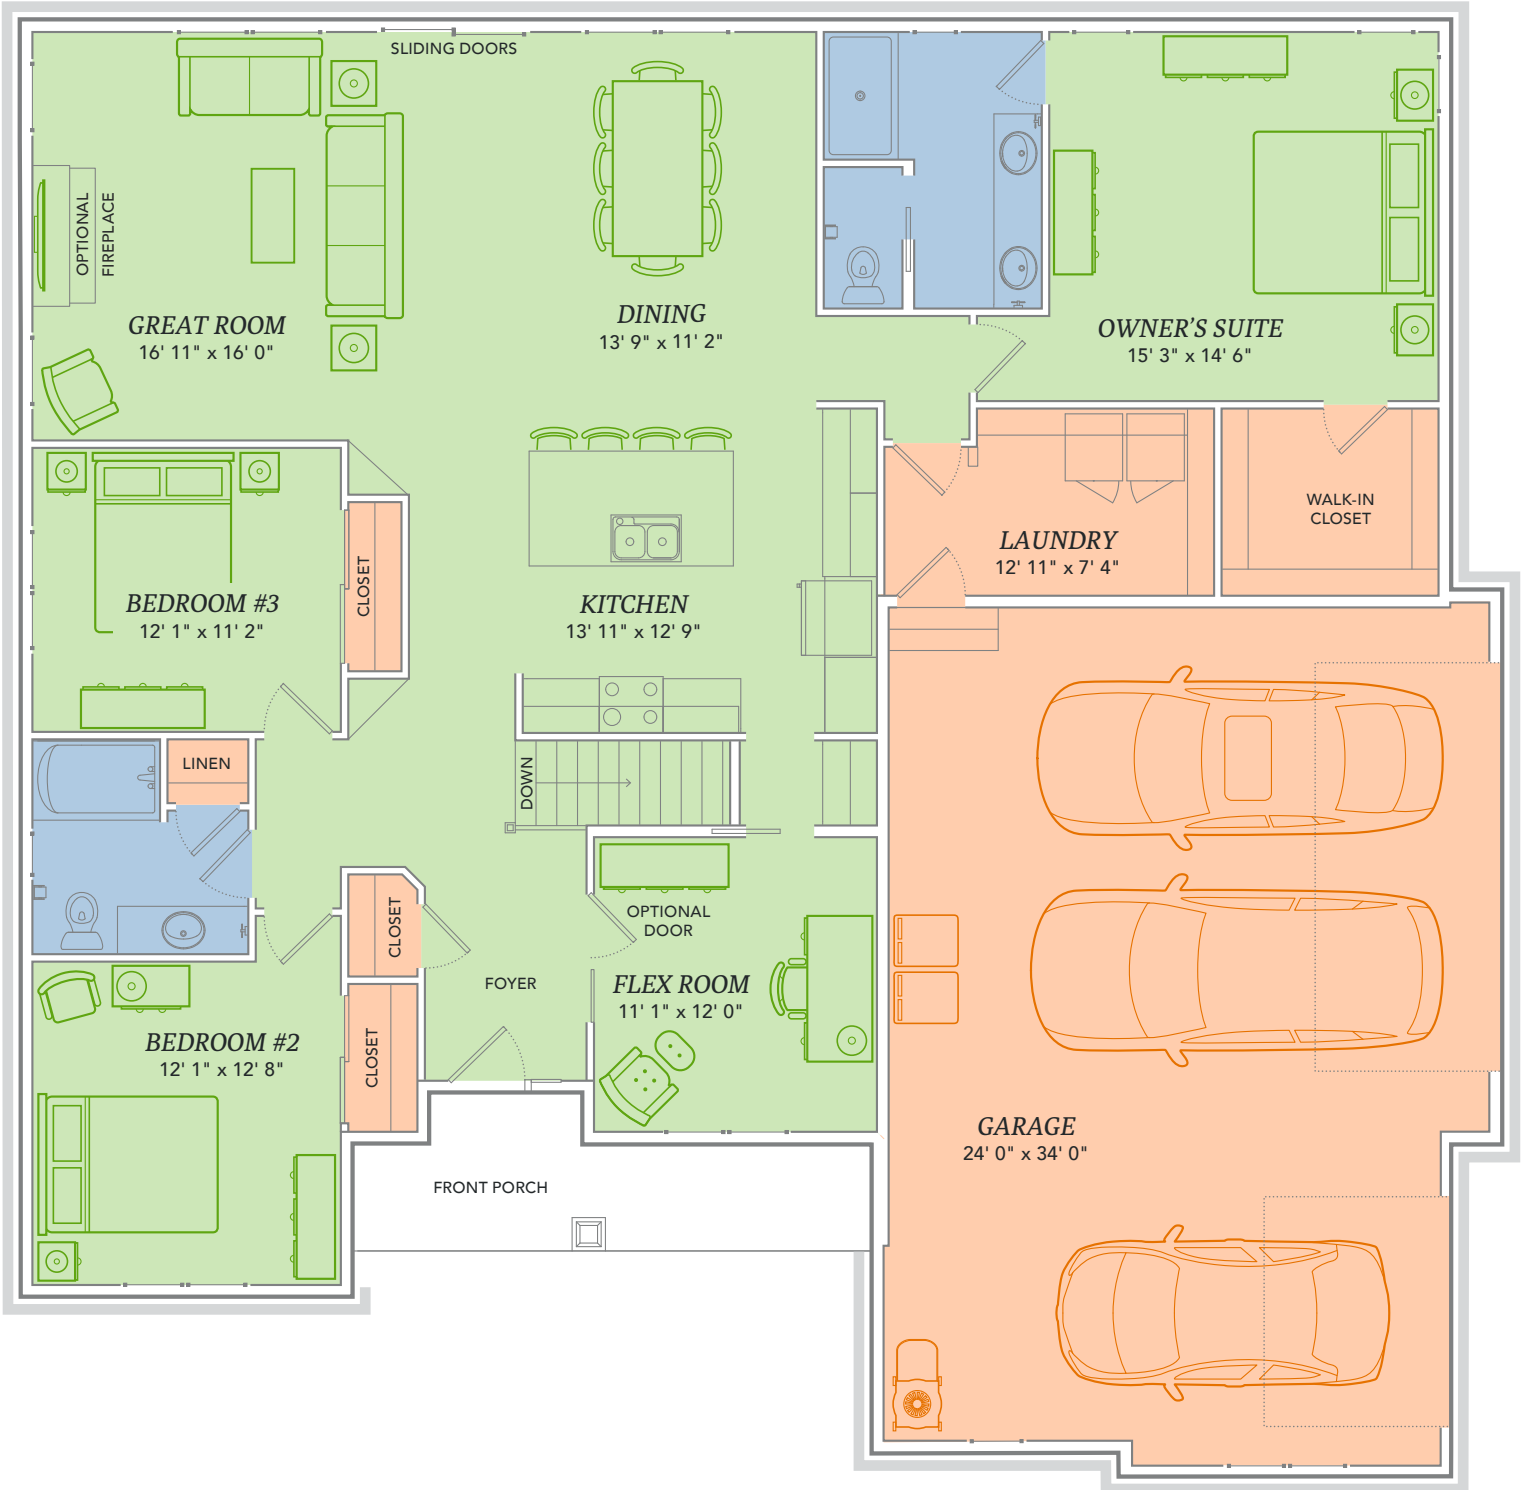 SLIDING DOORS
OPTIONAL
FIREPLACE
GREAT ROOM
16' 11" x 16' 0"
DINING
13' 9" x 11' 2"
OWNER'S SUITE
15' 3" x 14' 6"
WALK-IN
CLOSET
LAUNDRY
12' 11" x 7' 4"
CLOSET
BEDROOM #3
12' 1" x 11' 2"
KITCHEN
13' 11" x 12' 9"
LINEN
DOWN
CLOSET
OPTIONAL
DOOR
FOYER
FLEX ROOM
11' 1" x 12' 0"
BEDROOM #2
12' 1" x 12' 8"
CLOSET
GARAGE
24' 0" x 34' 0"
FRONT PORCH